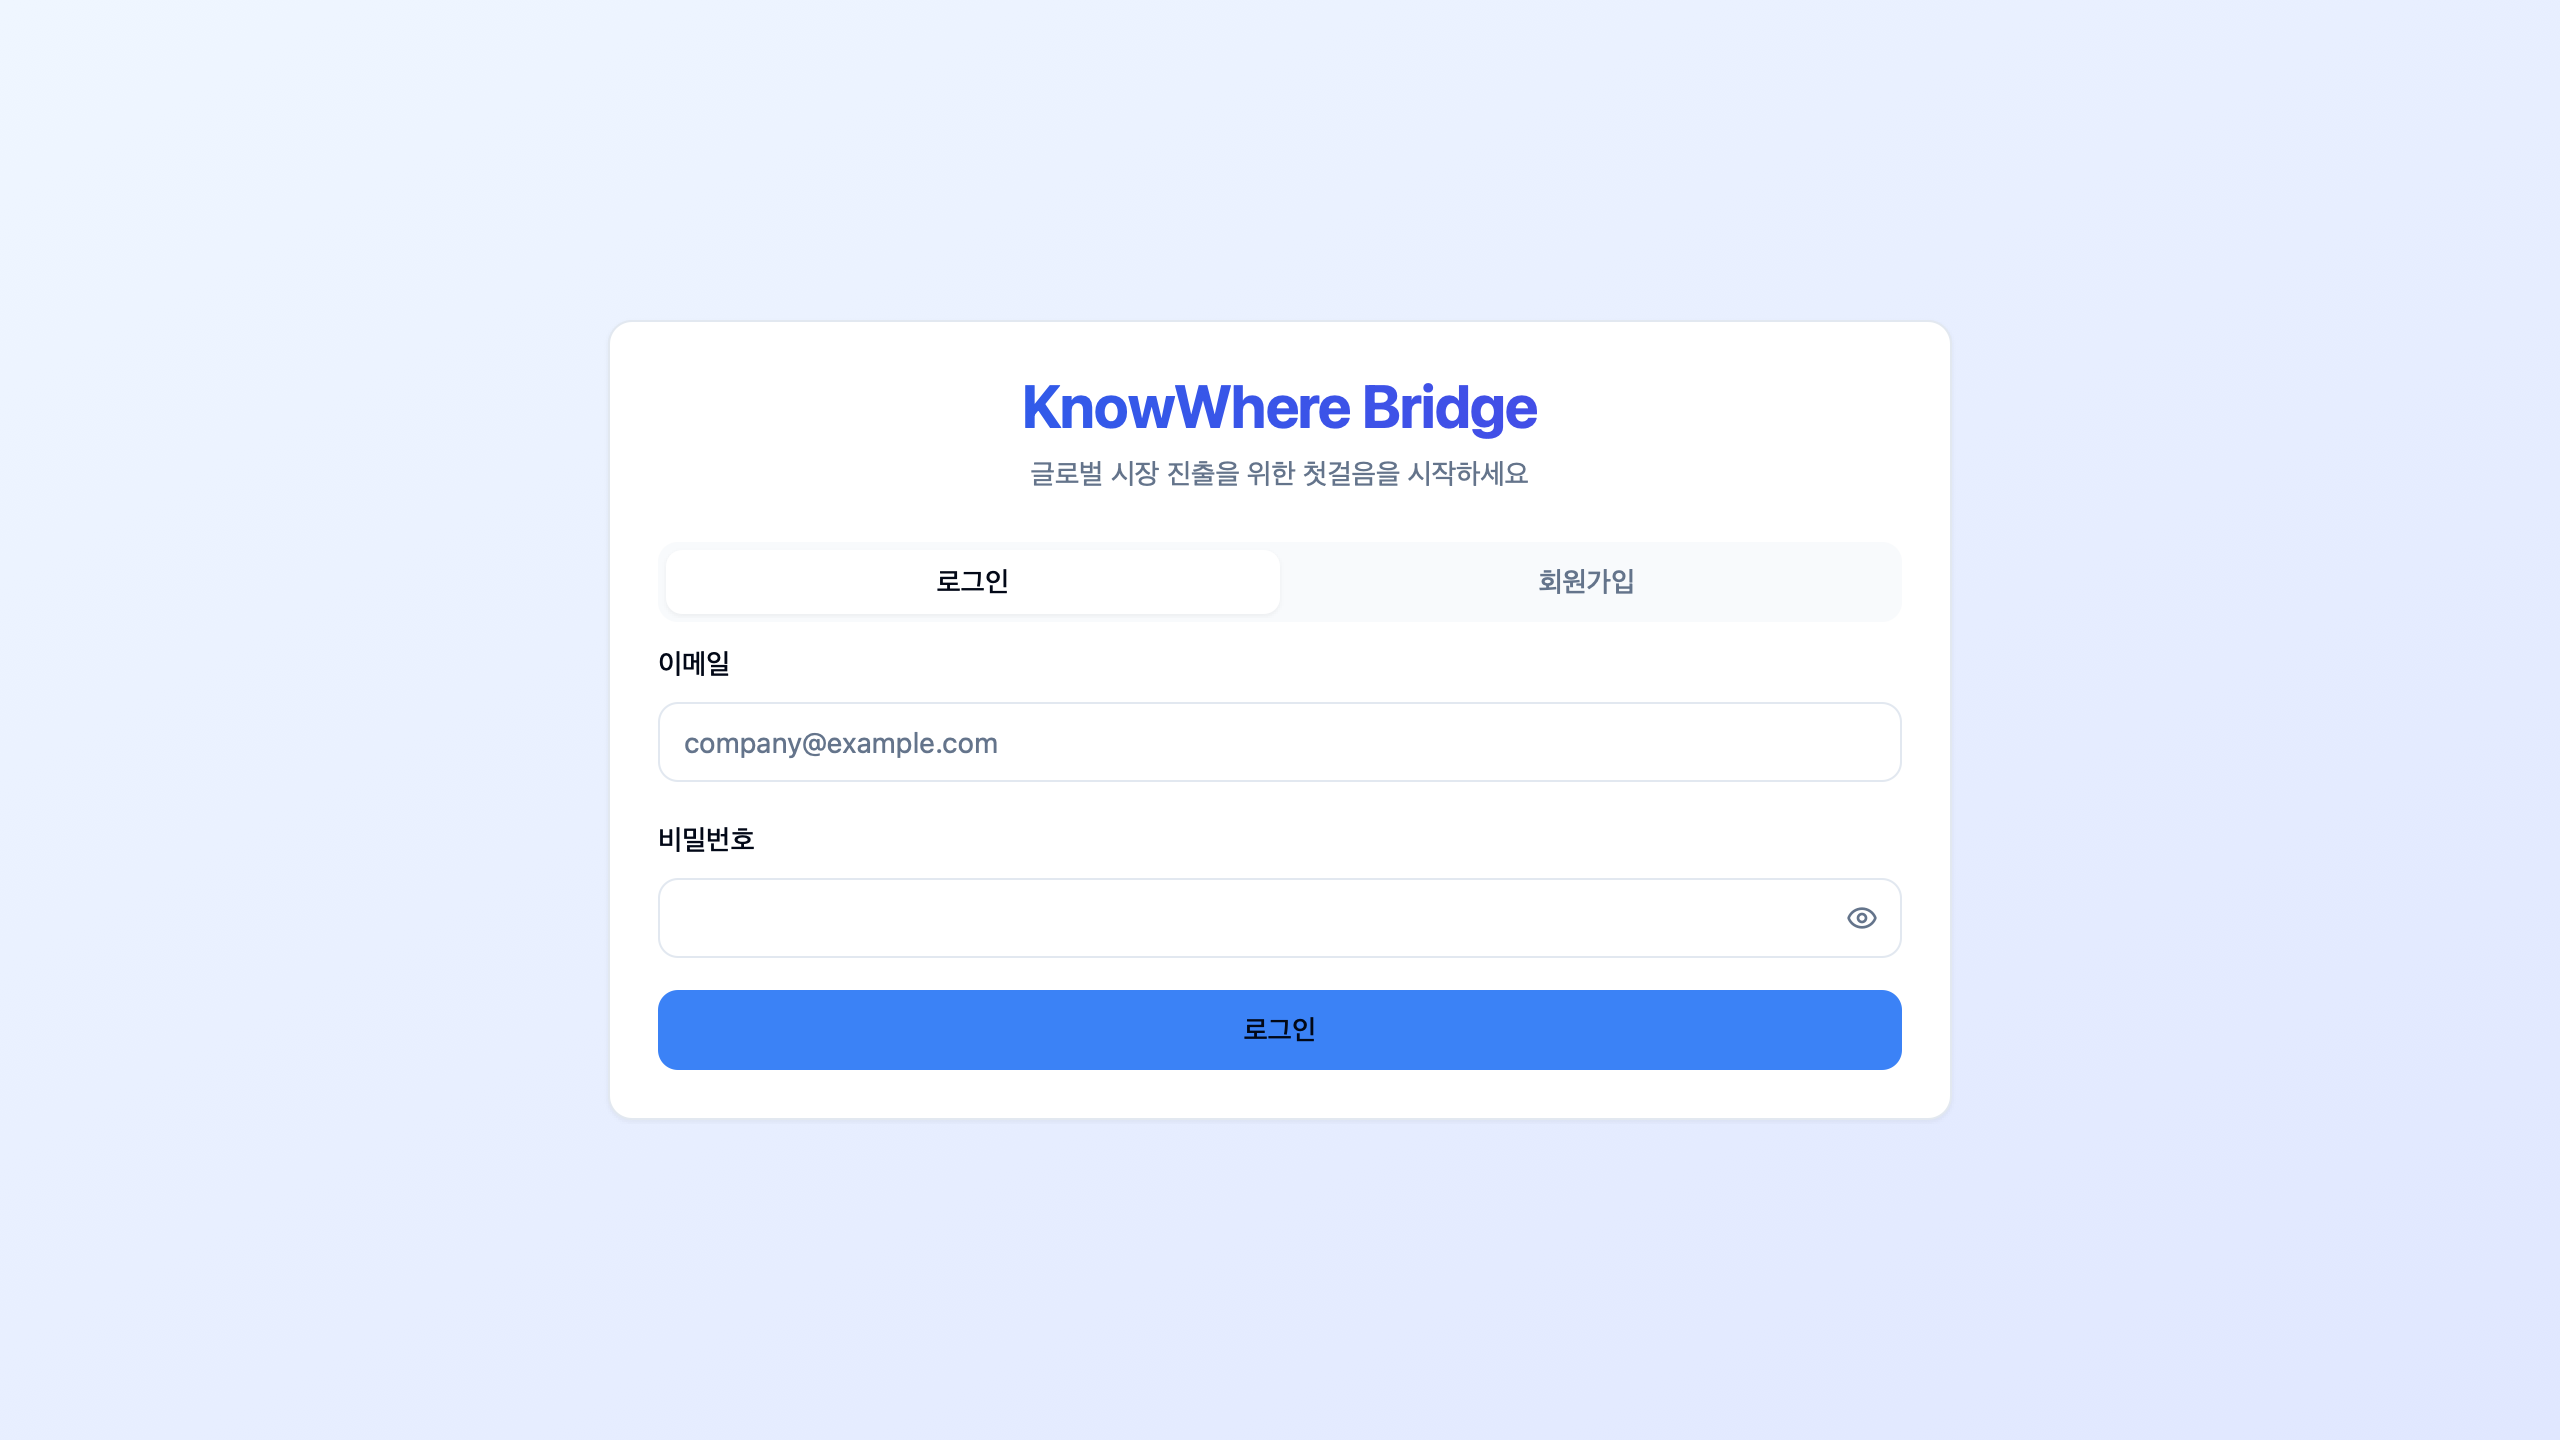 KnowWhere Bridge
글로벌 시장 진출을 위한 첫걸음을 시작하세요
로그인 회원가입
이메일
company@example.com
비밀번호
로그인